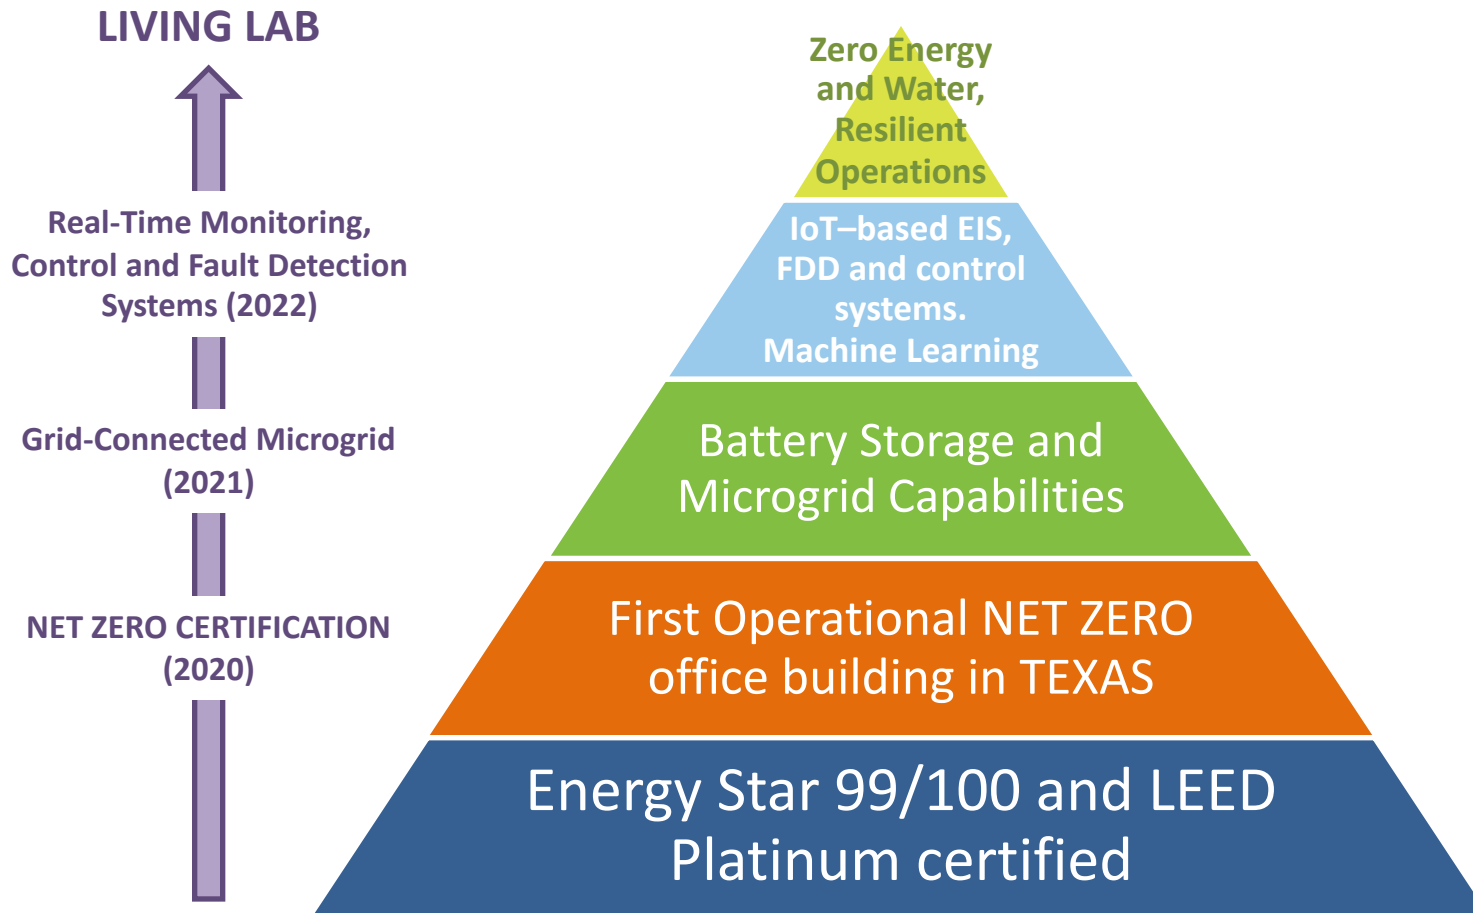 LIVING LAB
Real-Time Monitoring,
Control and Fault Detection
Systems (2022)
Grid-Connected Microgrid
(2021)
NET ZERO CERTIFICATION
(2020)
Zero Energy
and Water,
Resilient
Operations
IoT–based EIS,
FDD and control
systems.
Machine Learning
Battery Storage and
Microgrid Capabilities
First Operational NET ZERO
office building in TEXAS
Energy Star 99/100 and LEED
Platinum certified